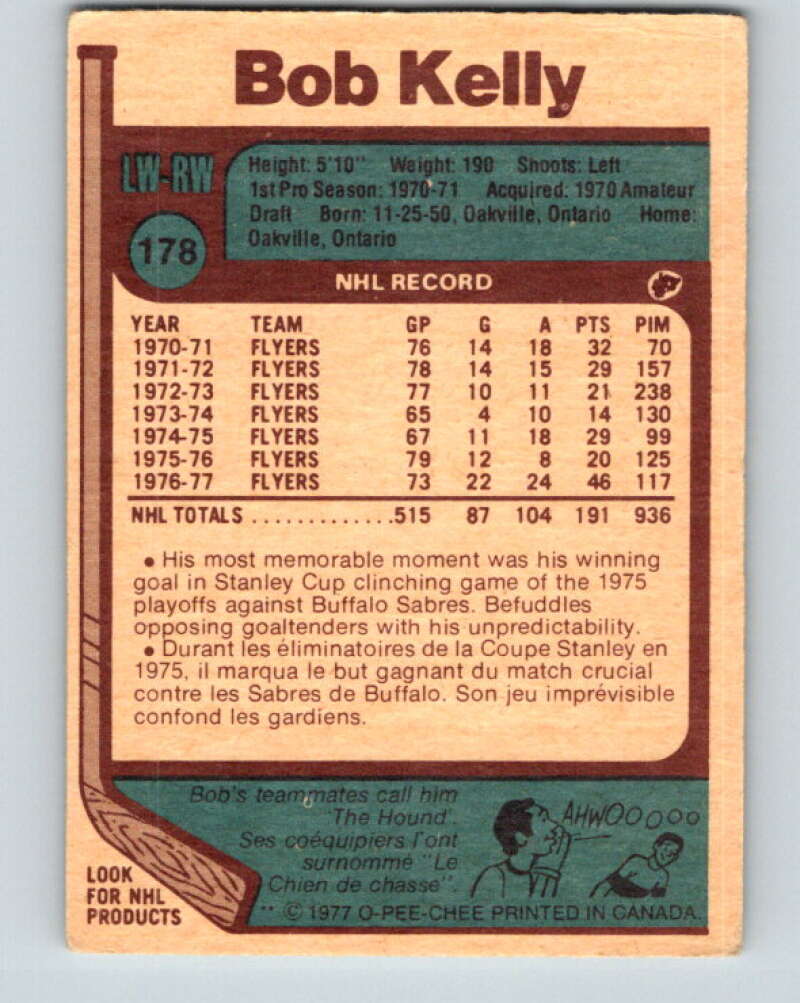 Bob Kelly
LW-RW
Height: 5'10" Weight: 190 Shoots: Left
1st Pro Season: 1970-71 Acquired: 1970 Amateur
Draft Born: 11-25-50, Oakville, Ontario Home:
Oakville, Ontario
178
NHL RECORD
YEAR TEAM GP G A PTS PIM
1970-71 FLYERS 76 14 18 32 70
1971-72 FLYERS 78 14 15 29 157
1972-73 FLYERS 77 10 11 21 238
1973-74 FLYERS 65 4 10 14 130
1974-75 FLYERS 67 11 18 29 99
1975-76 FLYERS 79 12 8 20 125
1976-77 FLYERS 73 22 24 46 117
NHL TOTALS .............515 87 104 191 936
• His most memorable moment was his winning
goal in Stanley Cup clinching game of the 1975
playoffs against Buffalo Sabres. Befuddles
opposing goaltenders with his unpredictability.
• Durant les éliminatoires de la Coupe Stanley en
1975, il marqua le but gagnant du match crucial
contre les Sabres de Buffalo. Son jeu imprévisible
confond les gardiens.
Bob's teammates call him
"The Hound".
Ses coéquipiers l'ont
surnommé "Le
Chien de chasse".
AHWOOOOOO
LOOK
FOR NHL
PRODUCTS
** © 1977 O-PEE-CHEE PRINTED IN CANADA.